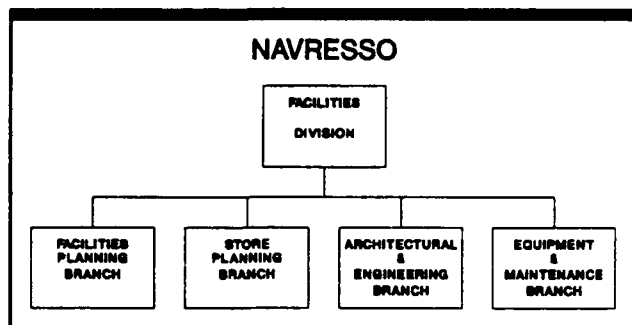 NAVRESSO
FACILITIES
DIVISION
FACILITIES
PLANNING
BRANCH
STORE
PLANNING
BRANCH
ARCHITECTURAL
&
ENGINEERING
BRANCH
EQUIPMENT
&
MAINTENANCE
BRANCH